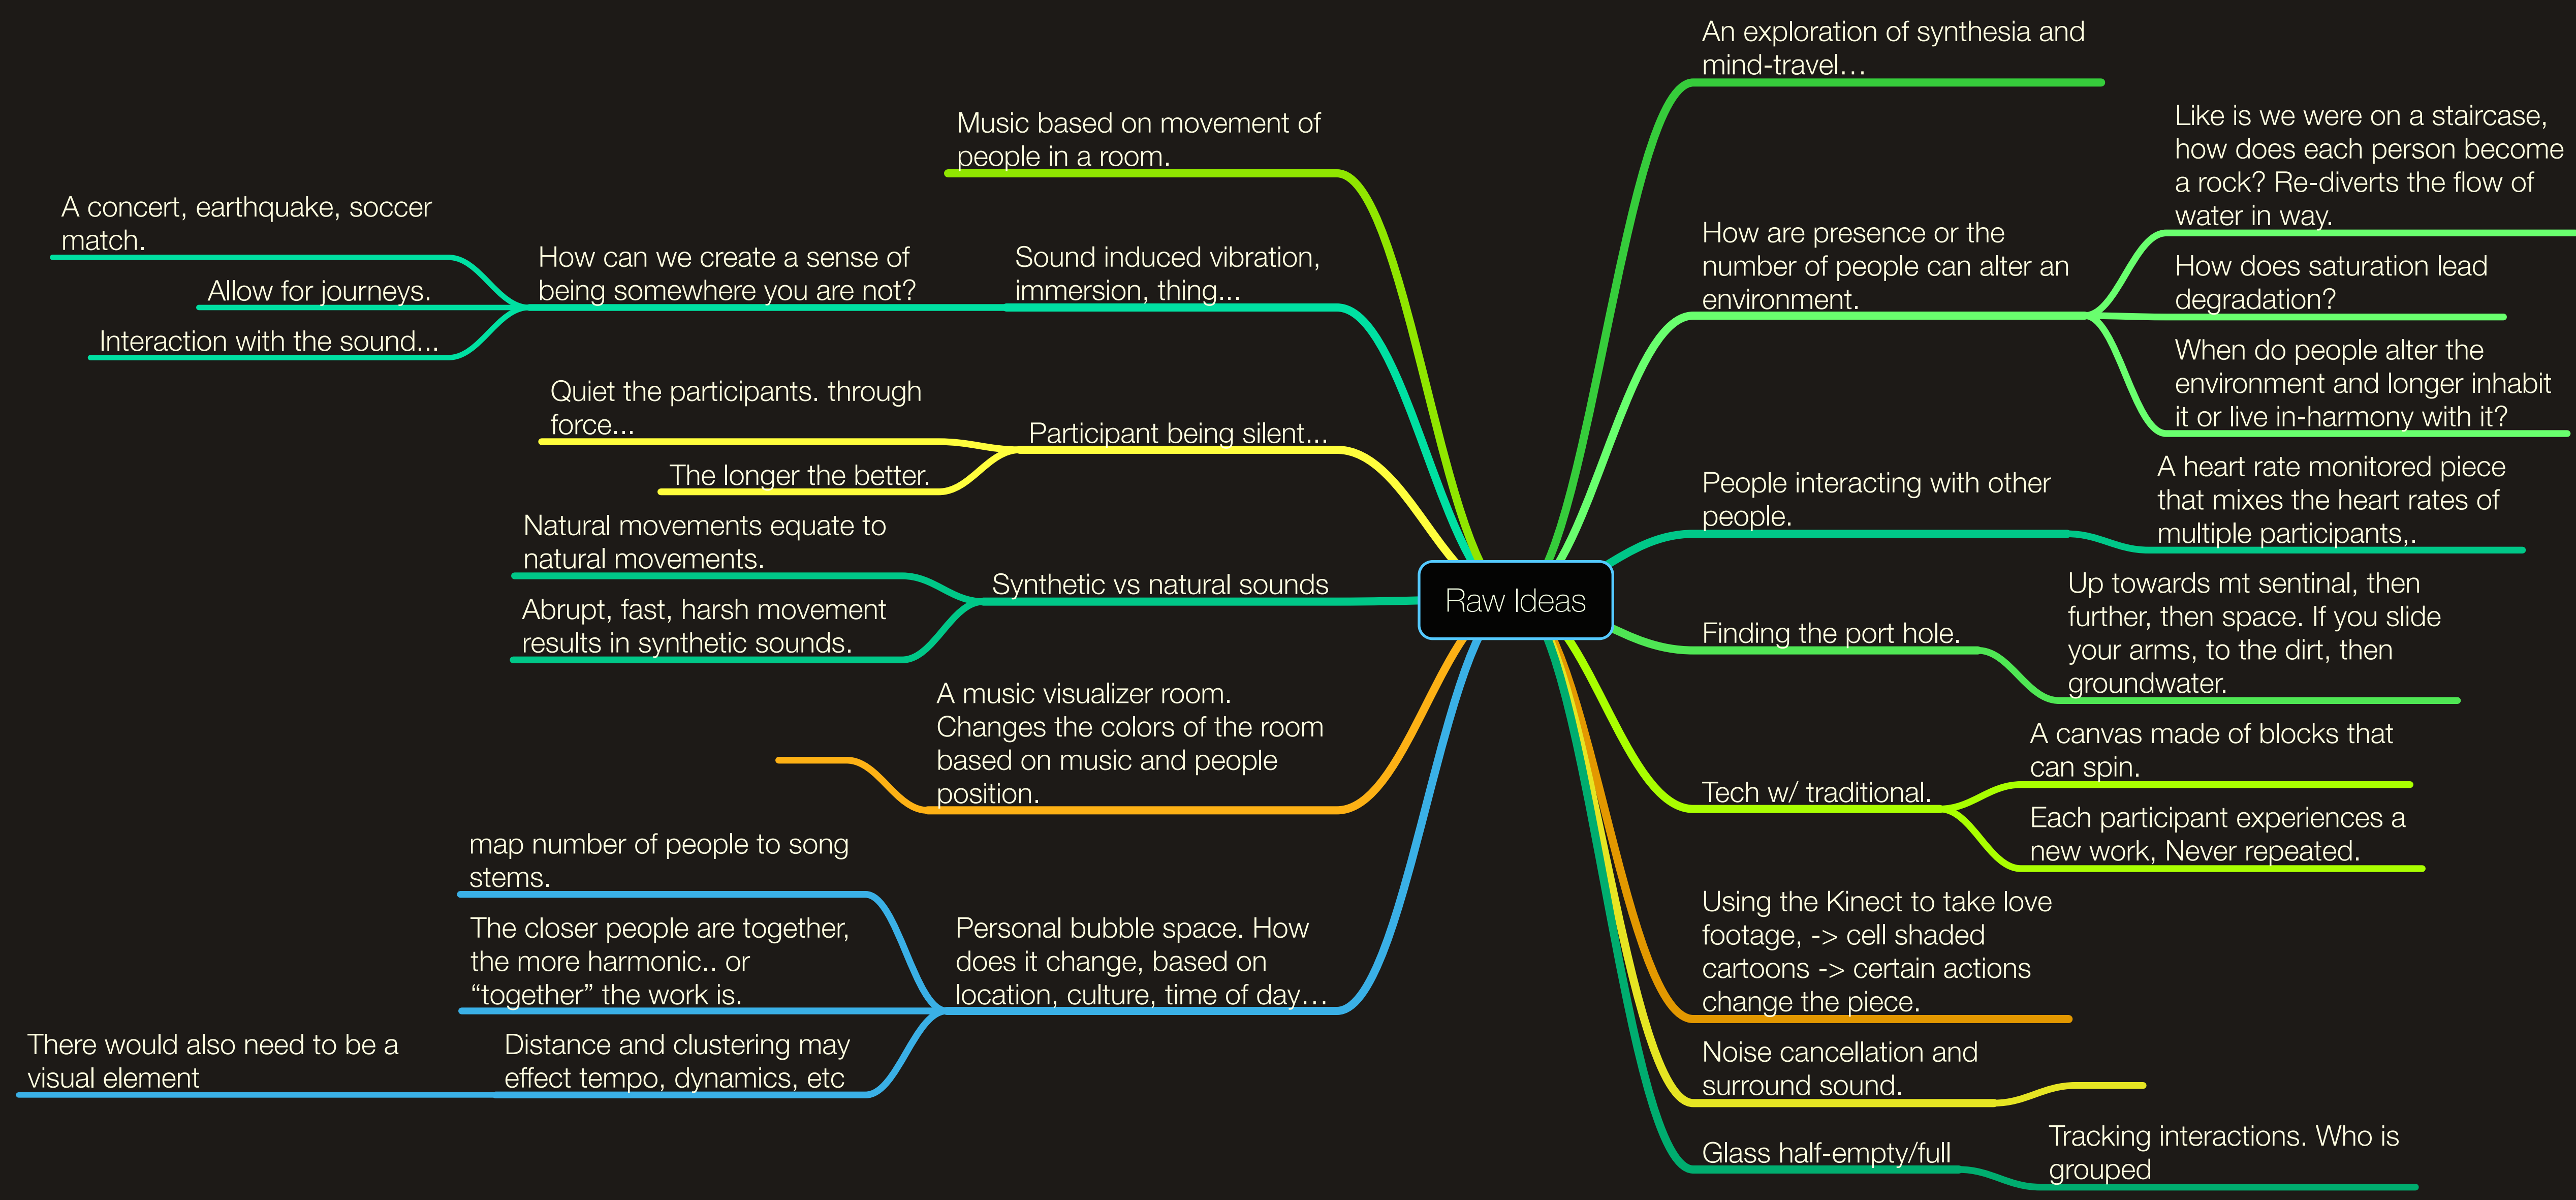 Raw Ideas
An exploration of synthesia and
mind-travel...
How are presence or the
number of people can alter an
environment.
Like is we were on a staircase,
how does each person become
a rock? Re-diverts the flow of
water in way.
How does saturation lead
degradation?
When do people alter the
environment and longer inhabit
it or live in-harmony with it?
People interacting with other
people.
A heart rate monitored piece
that mixes the heart rates of
multiple participants,.
Finding the port hole.
Up towards mt sentinal, then
further, then space. If you slide
your arms, to the dirt, then
groundwater.
Tech w/ traditional.
A canvas made of blocks that
can spin.
Each participant experiences a
new work, Never repeated.
Using the Kinect to take love
footage, -> cell shaded
cartoons -> certain actions
change the piece.
Noise cancellation and
surround sound.
Glass half-empty/full
Tracking interactions. Who is
grouped
Music based on movement of
people in a room.
Sound induced vibration,
immersion, thing...
How can we create a sense of
being somewhere you are not?
A concert, earthquake, soccer
match.
Allow for journeys.
Interaction with the sound...
Participant being silent...
Quiet the participants. through
force...
The longer the better.
Synthetic vs natural sounds
Natural movements equate to
natural movements.
Abrupt, fast, harsh movement
results in synthetic sounds.
A music visualizer room.
Changes the colors of the room
based on music and people
position.
Personal bubble space. How
does it change, based on
location, culture, time of day...
map number of people to song
stems.
The closer people are together,
the more harmonic.. or
“together” the work is.
Distance and clustering may
effect tempo, dynamics, etc
There would also need to be a
visual element